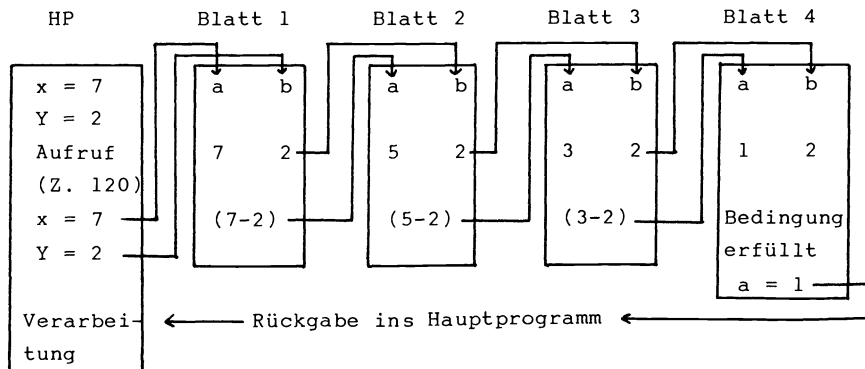 HP Blatt 1 Blatt 2 Blatt 3 Blatt 4
x = 7 a b a b a b a b
Y = 2
Aufruf 7 2 5 2 3 2 1 2
(Z. 120)
x = 7 (7-2) (5-2) (3-2) Bedingung
Y = 2 erfüllt
a = 1
Verarbei- Rückgabe ins Hauptprogramm
tung